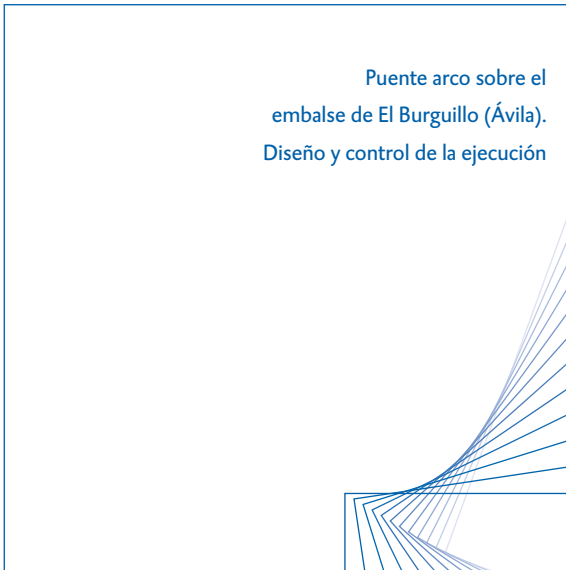 Puente arco sobre el
embalse de El Burguillo (Ávila).
Diseño y control de la ejecución